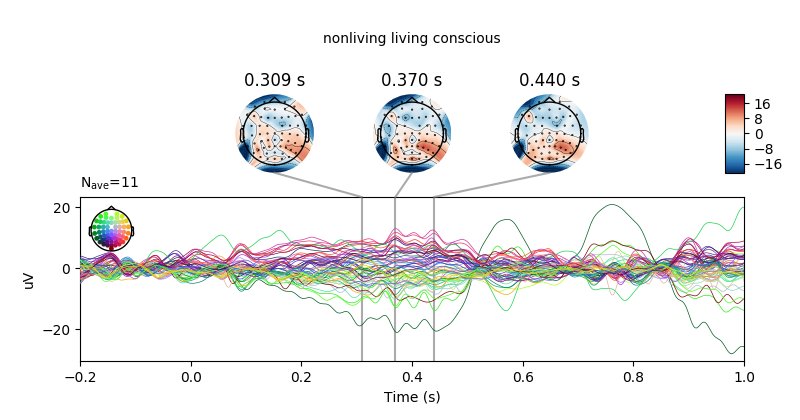 nonliving living conscious
0.309 s 0.370 s 0.440 s
16
8
0
−8
−16
Nave=11
20
0
−20
uV
−0.2 0.0 0.2 0.4 0.6 0.8 1.0
Time (s)